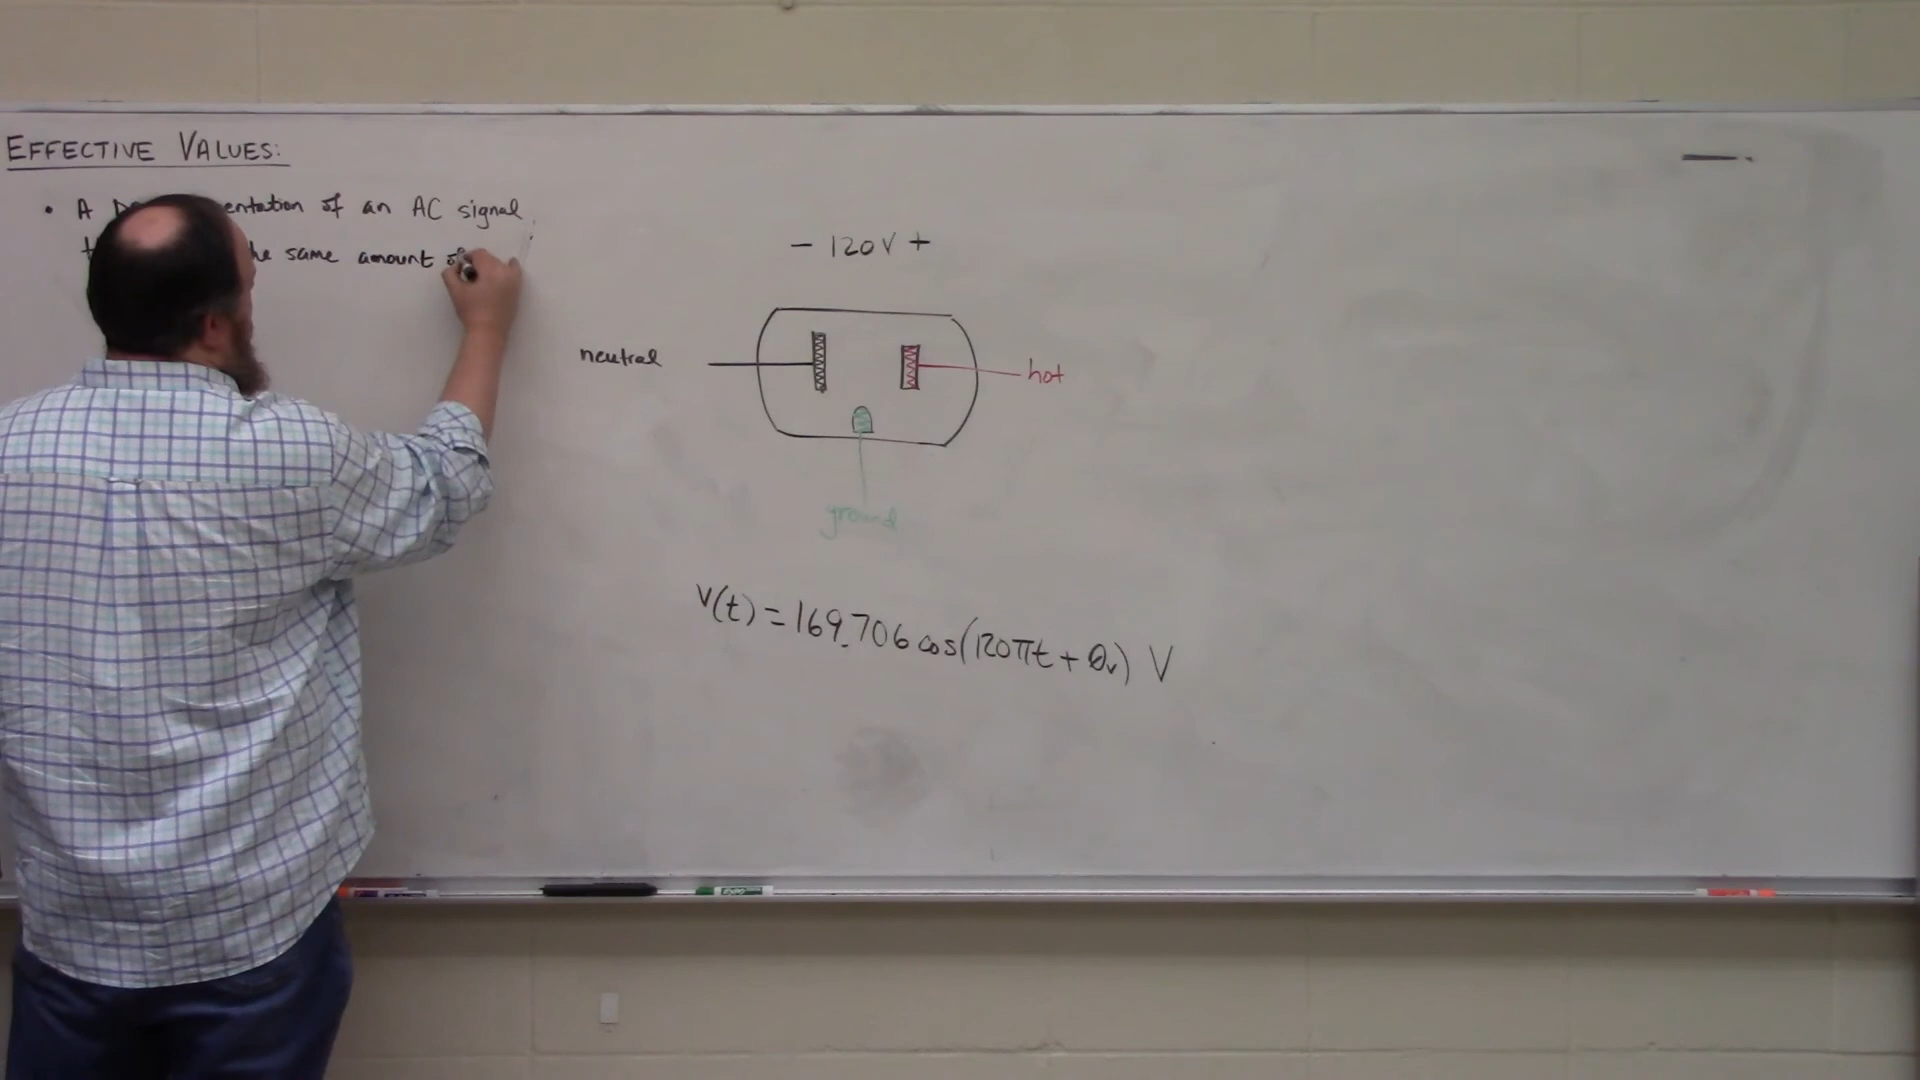 EFFECTIVE VALUES:
• A entation of an AC signal
same amount of
- 120V +
neutral
hot
ground
v(t) = 169.706 cos(120πt + θv) V